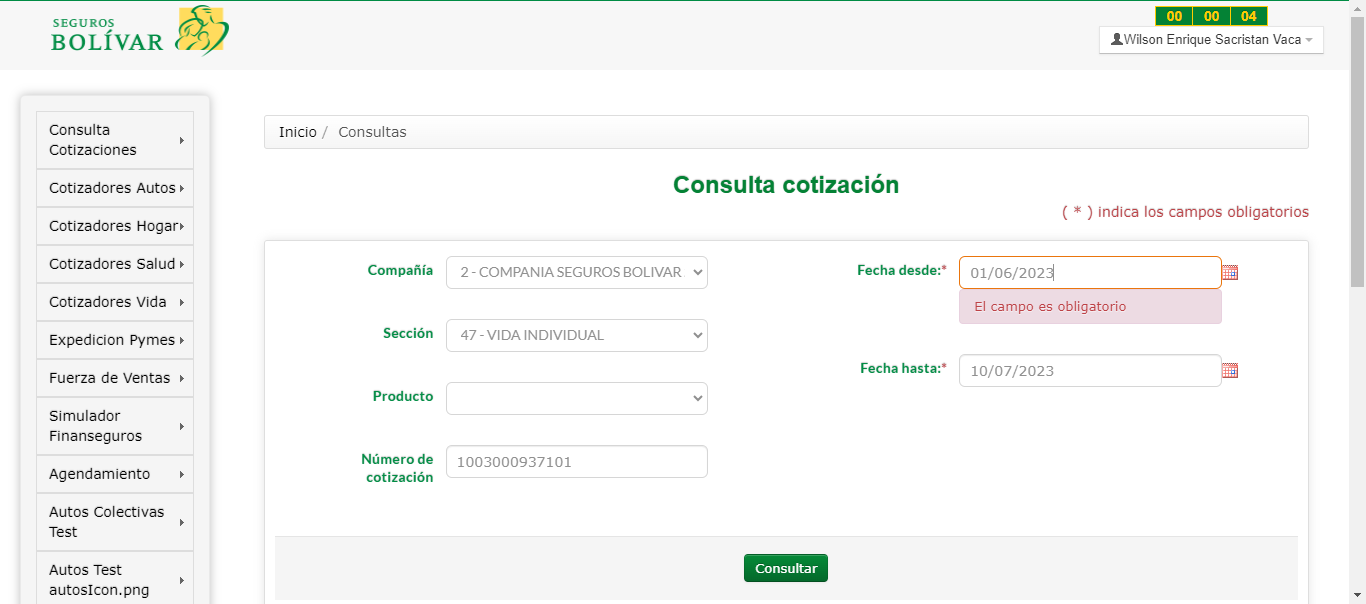 SEGUROS
BOLÍVAR
00 00 04
Wilson Enrique Sacristan Vaca
Consulta
Cotizaciones
Cotizadores Autos
Cotizadores Hogar
Cotizadores Salud
Cotizadores Vida
Expedicion Pymes
Fuerza de Ventas
Simulador
Finanseguros
Agendamiento
Autos Colectivas
Test
Autos Test
autosIcon.png
Inicio / Consultas
Consulta cotización
( * ) indica los campos obligatorios
Compañía 2 - COMPANIA SEGUROS BOLIVAR
Sección 47 - VIDA INDIVIDUAL
Producto
Número de
cotización
1003000937101
Fecha desde:* 01/06/2023
El campo es obligatorio
Fecha hasta:* 10/07/2023
Consultar